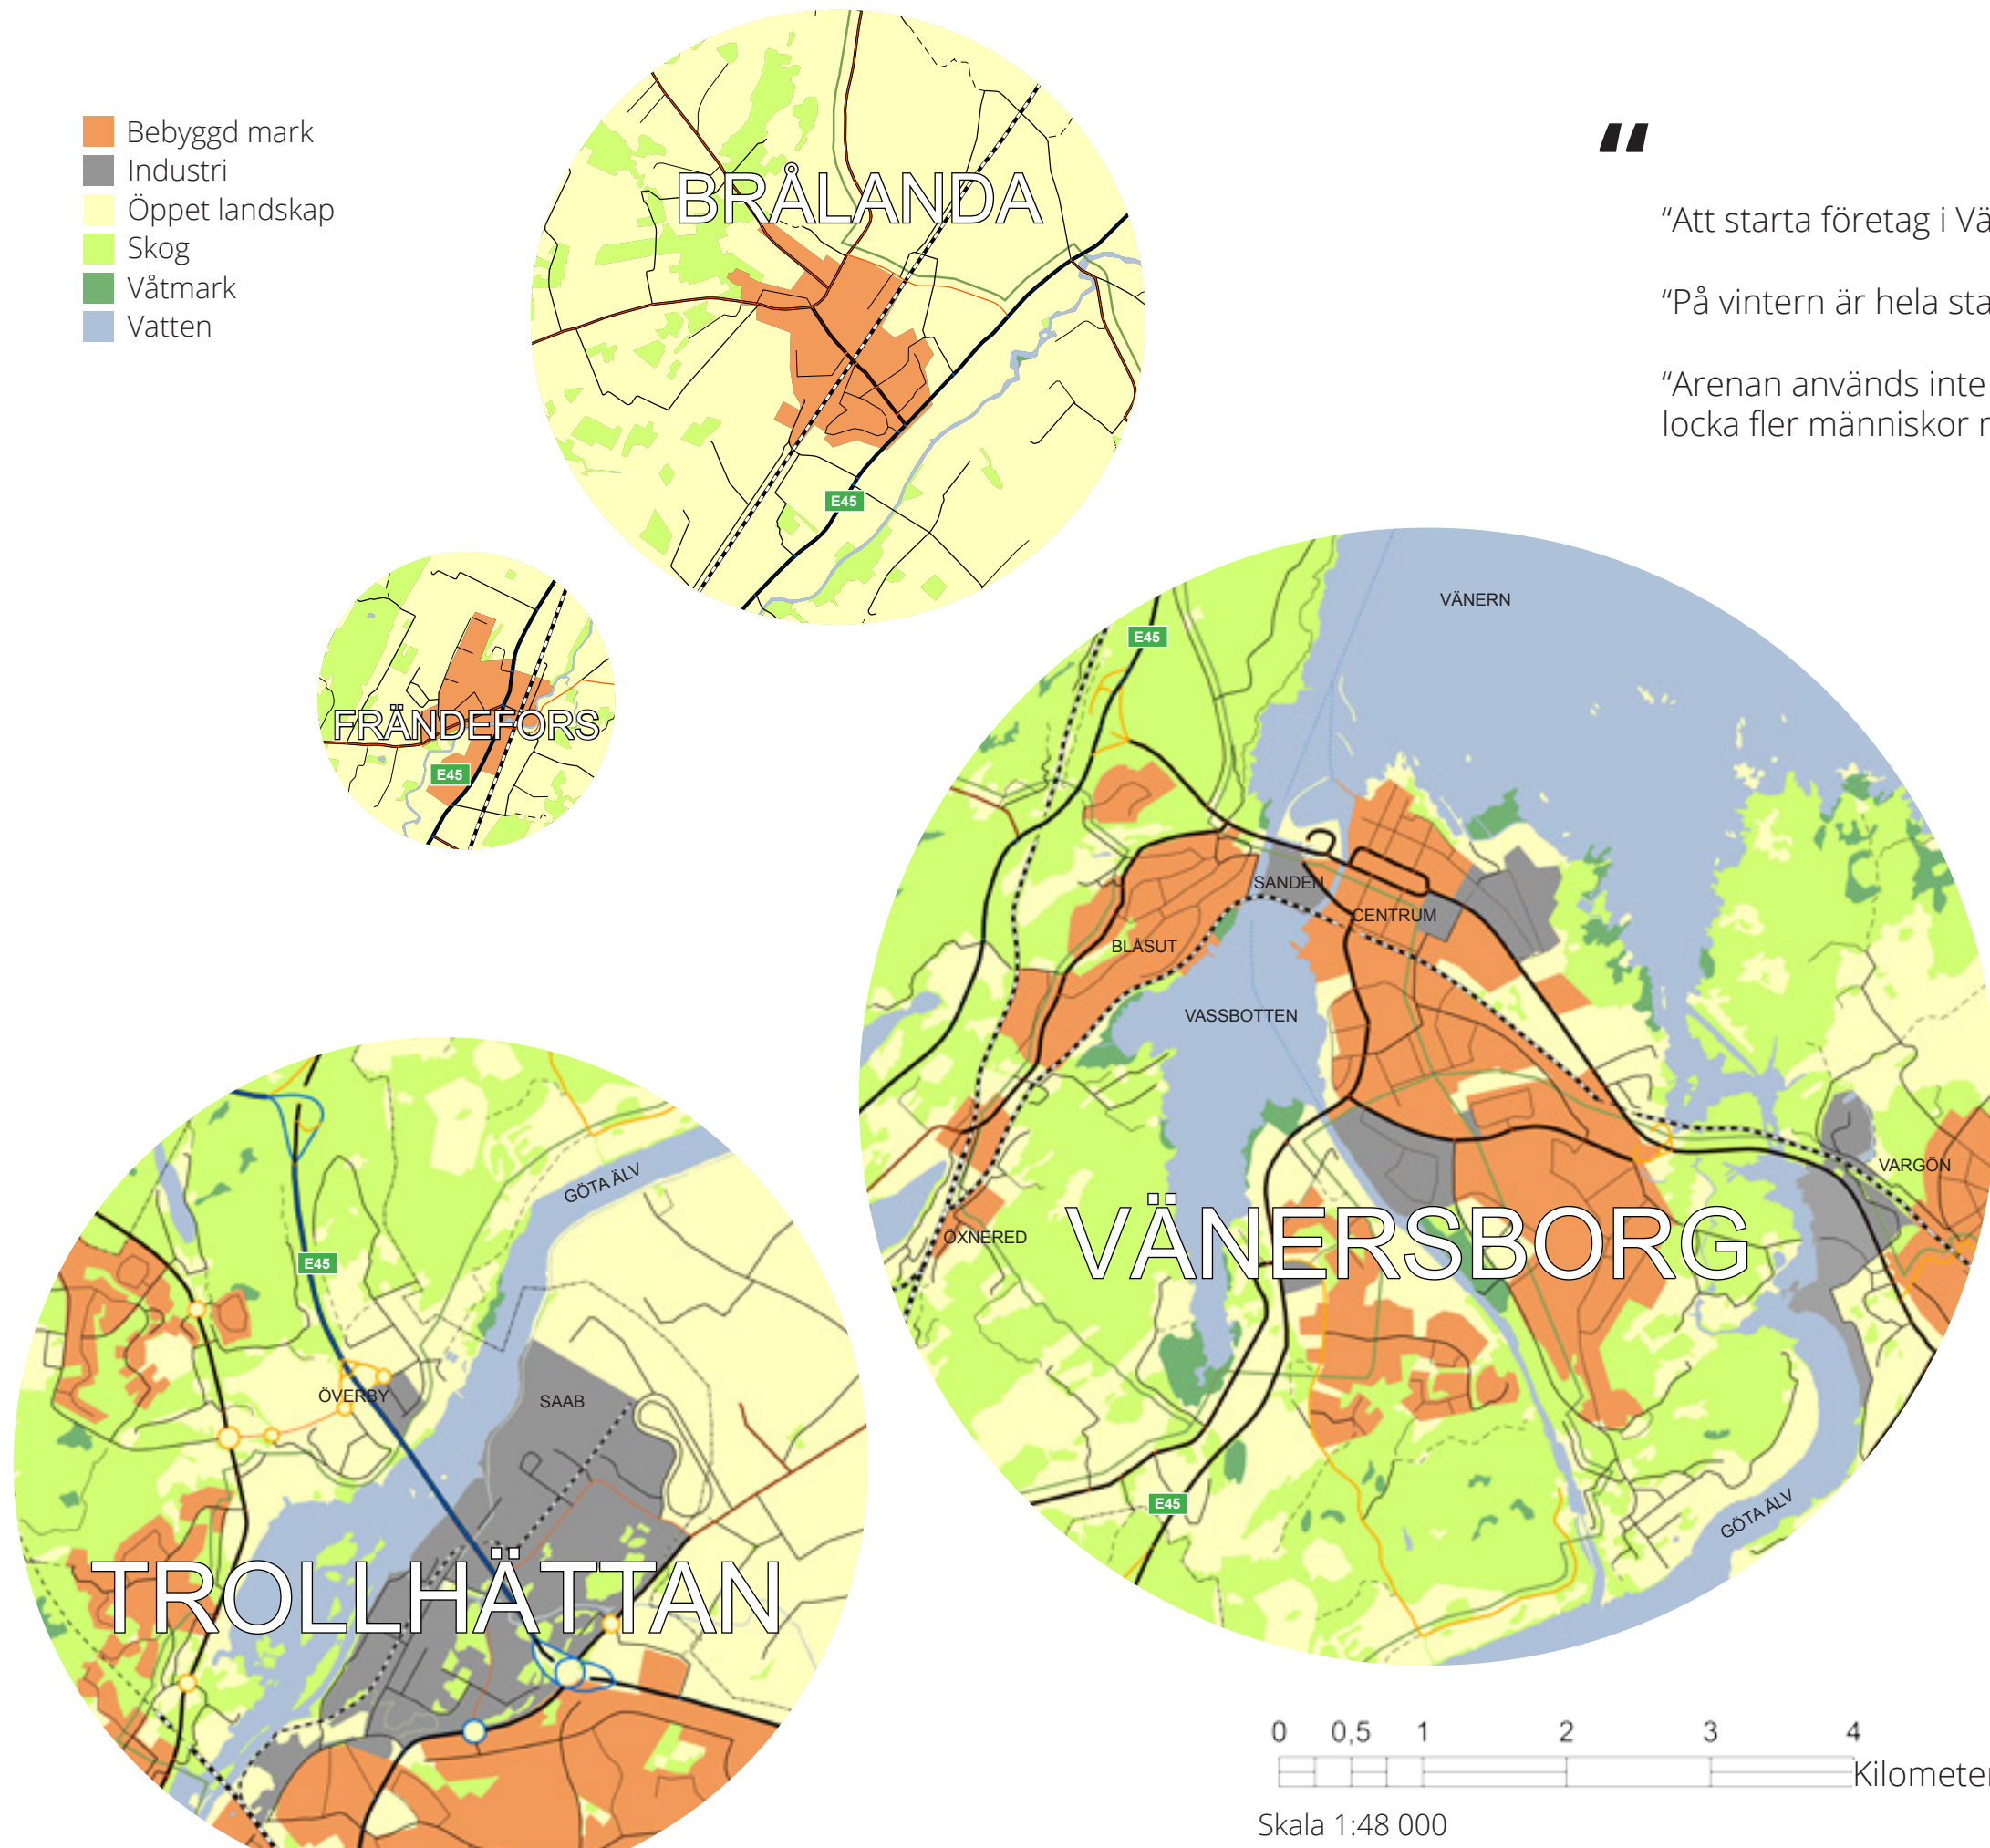 Bebyggd mark
Industri
Öppet landskap
Skog
Våtmark
Vatten
BRÅLANDA
E45
“
“Att starta företag i Vä
“På vintern är hela sta
“Arenan används inte
locka fler människor
FRÄNDEFORS
E45
VÄNERN
E45
SANDEN
CENTRUM
BLÅSUT
VASSBOTTEN
VARGÖN
ÖXNERED
VÄNERSBORG
E45
GÖTA ÄLV
GÖTA ÄLV
E45
ÖVERBY
SAAB
TROLLHÄTTAN
0 0,5 1 2 3 4
Kilometer
Skala 1:48 000